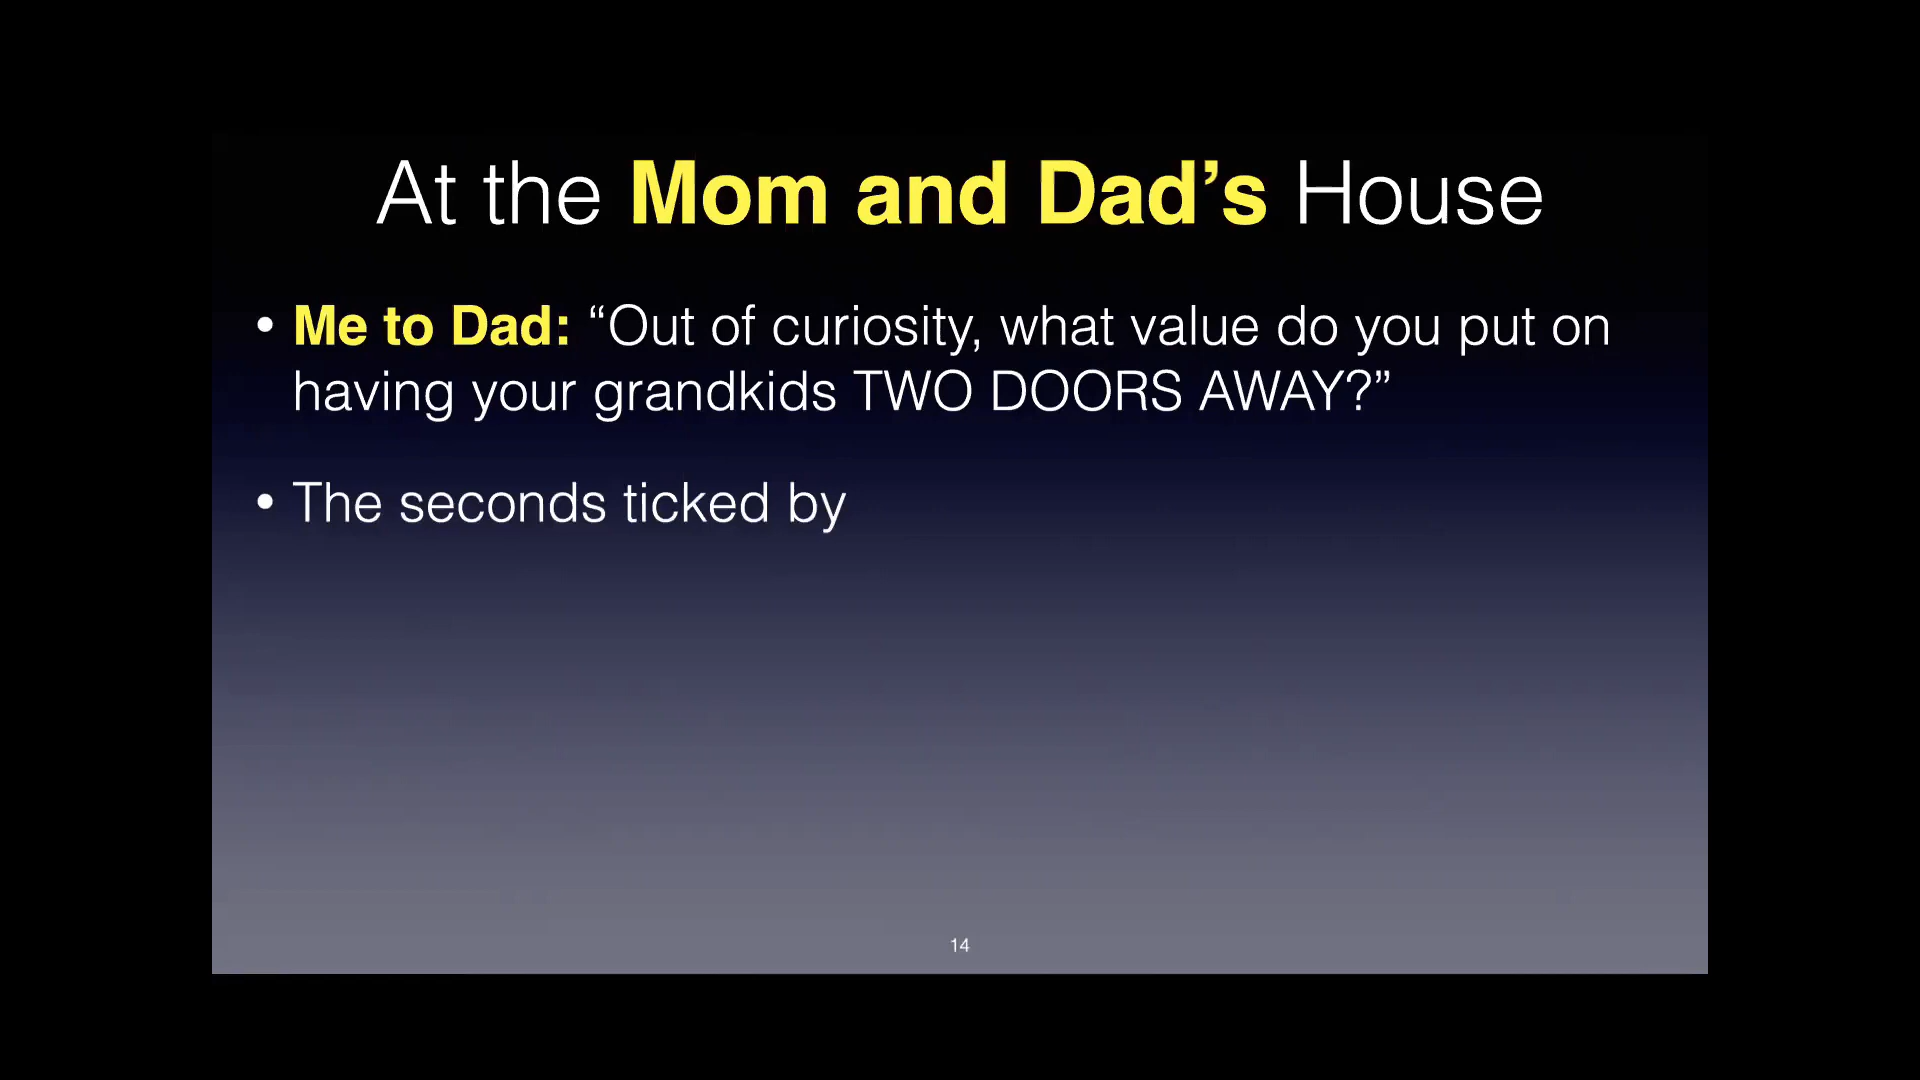 At the Mom and Dad’s House
• Me to Dad: “Out of curiosity, what value do you put on
having your grandkids TWO DOORS AWAY?”
• The seconds ticked by
14